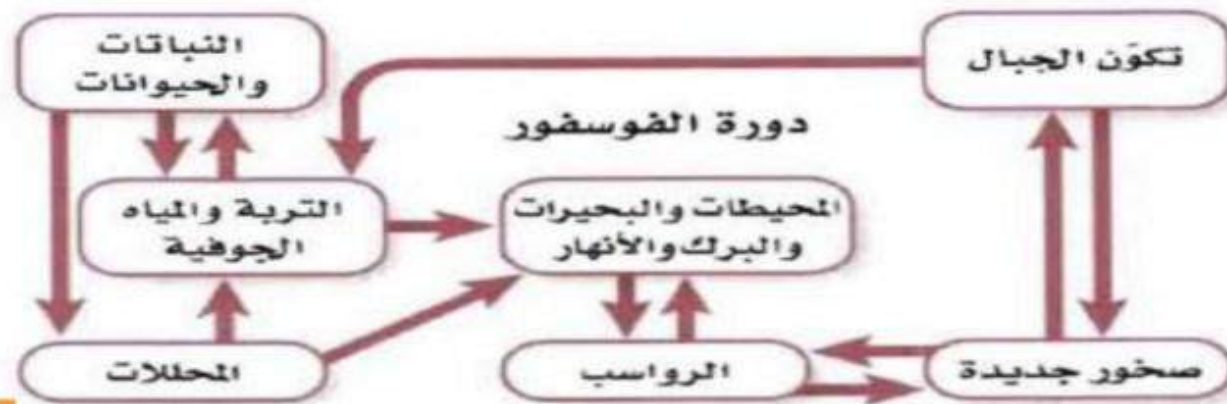 تكوّن الجبال
النباتات
والحيوانات
دورة الفوسفور
المحيطات والبحيرات
والبرك والأنهار
التربة والمياه
الجوفية
صخور جديدة
الرواسب
المحللات